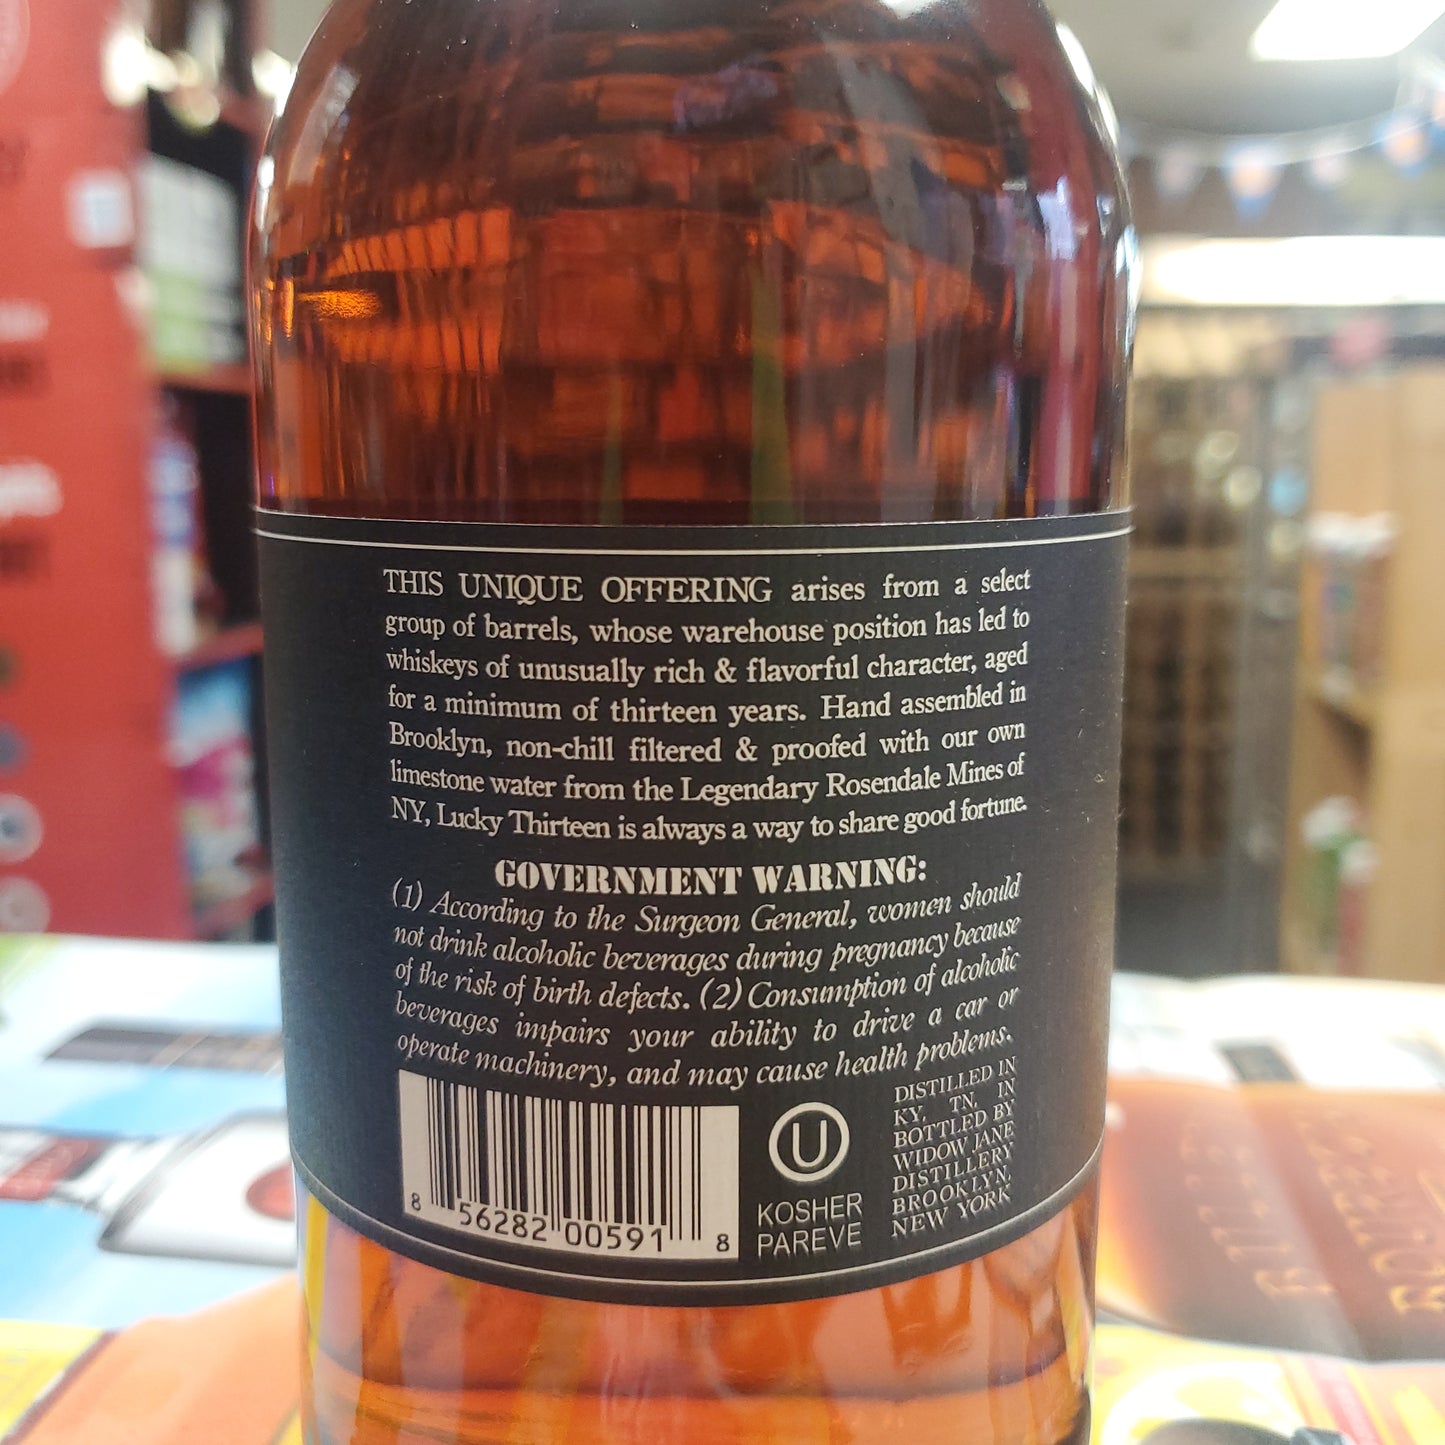 THIS UNIQUE OFFERING arises from a select
group of barrels, whose warehouse position has led to
whiskeys of unusually rich & flavorful character, aged
for a minimum of thirteen years. Hand assembled in
Brooklyn, non-chill filtered & proofed with our own
limestone water from the Legendary Rosendale Mines of
NY, Lucky Thirteen is always a way to share good fortune.
GOVERNMENT WARNING:
(1) According to the Surgeon General, women should
not drink alcoholic beverages during pregnancy because
of the risk of birth defects. (2) Consumption of alcoholic
beverages impairs your ability to drive a car or
operate machinery, and may cause health problems.
8 56282 00591 8
U
KOSHER
PAREVE
DISTILLED IN
KY, TN, IN
BOTTLED BY
WIDOW JANE
DISTILLERY
BROOKLYN,
NEW YORK